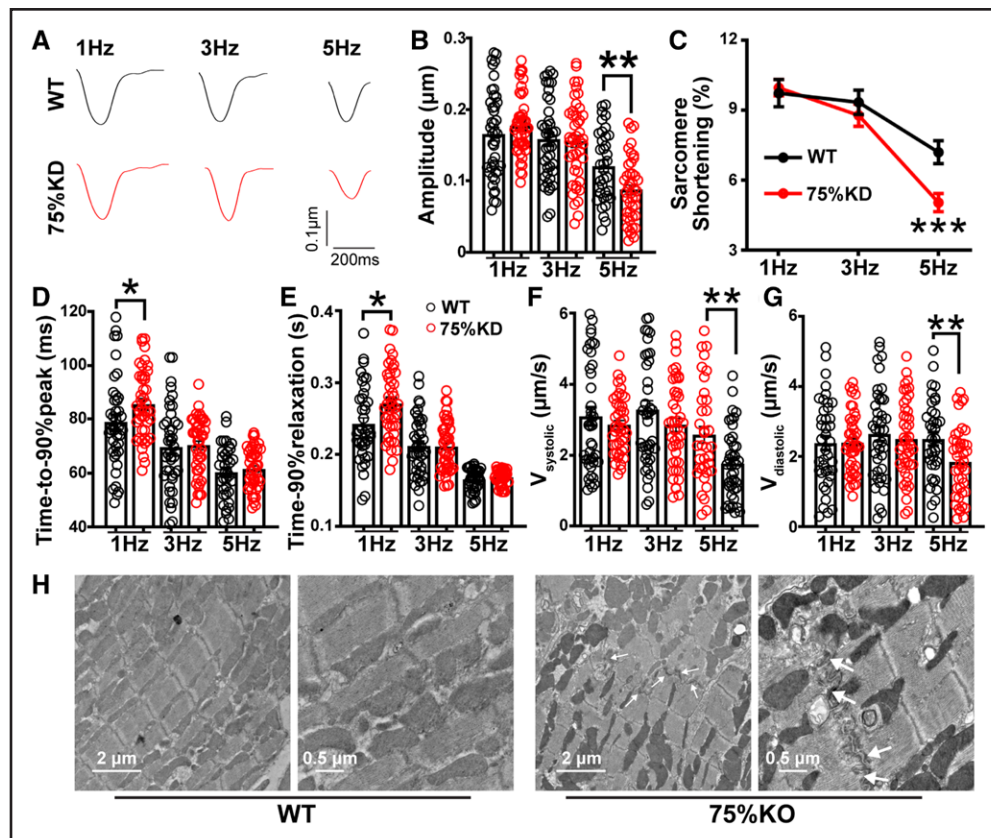 A
1Hz 3Hz 5Hz
WT
75%KD
0.1μm
200ms
B
Amplitude (μm)
0.3
0.2
0.1
0
**
1Hz 3Hz 5Hz
C
Sarcomere
Shortening (%)
12
9
6
3
WT
75%KD
***
1Hz 3Hz 5Hz
D
Time-to-90%peak (ms)
120
100
80
60
40
*
1Hz 3Hz 5Hz
E
Time-90%relaxation (s)
0.4
0.3
0.2
0.1
*
WT
75%KD
1Hz 3Hz 5Hz
F
Vsystolic (μm/s)
6
4
2
0
**
1Hz 3Hz 5Hz
G
Vdiastolic (μm/s)
6
4
2
0
**
1Hz 3Hz 5Hz
H
2 μm
0.5 μm
2 μm
0.5 μm
WT
75%KO